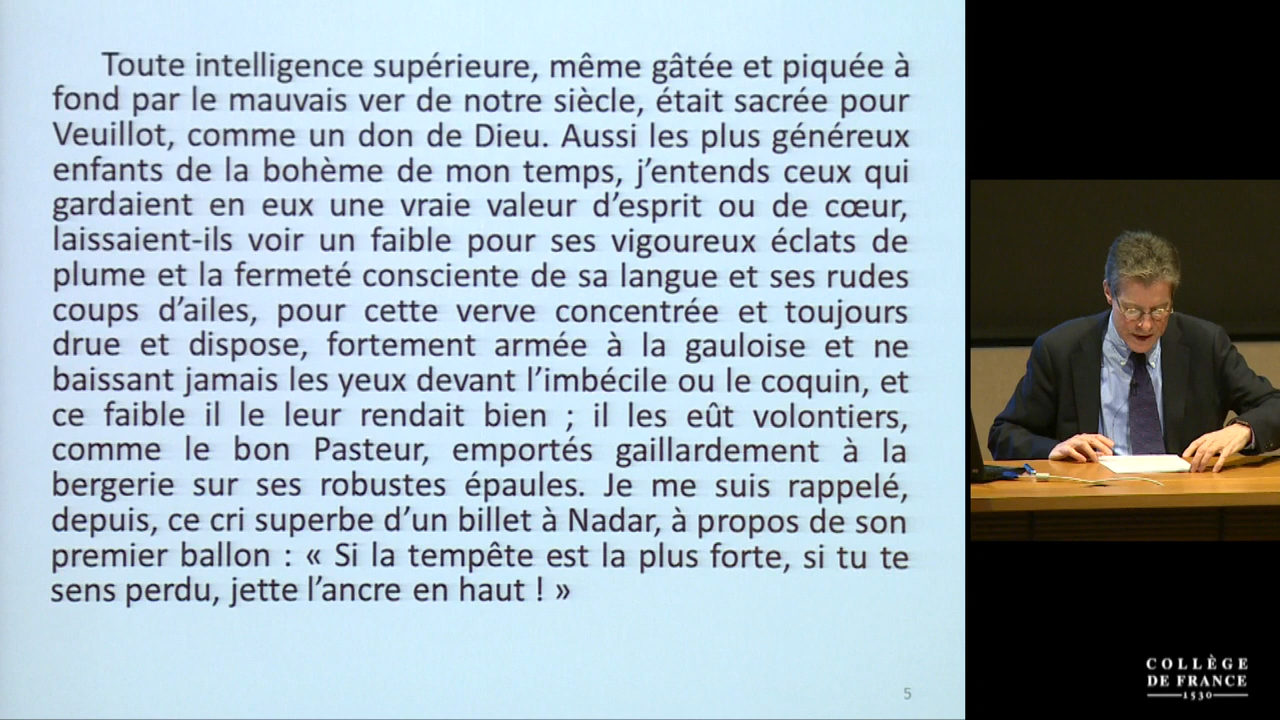 Toute intelligence supérieure, même gâtée et piquée à
fond par le mauvais ver de notre siècle, était sacrée pour
Veuillot, comme un don de Dieu. Aussi les plus généreux
enfants de la bohème de mon temps, j’entends ceux qui
gardaient en eux une vraie valeur d’esprit ou de cœur,
laissaient-ils voir un faible pour ses vigoureux éclats de
plume et la fermeté consciente de sa langue et ses rudes
coups d’ailes, pour cette verve concentrée et toujours
drue et dispose, fortement armée à la gauloise et ne
baissant jamais les yeux devant l’imbécile ou le coquin, et
ce faible il le leur rendait bien ; il les eût volontiers,
comme le bon Pasteur, emportés gaillardement à la
bergerie sur ses robustes épaules. Je me suis rappelé,
depuis, ce cri superbe d’un billet à Nadar, à propos de son
premier ballon : « Si la tempête est la plus forte, si tu te
sens perdu, jette l’ancre en haut ! »
5
COLLÈGE
DE FRANCE
1530